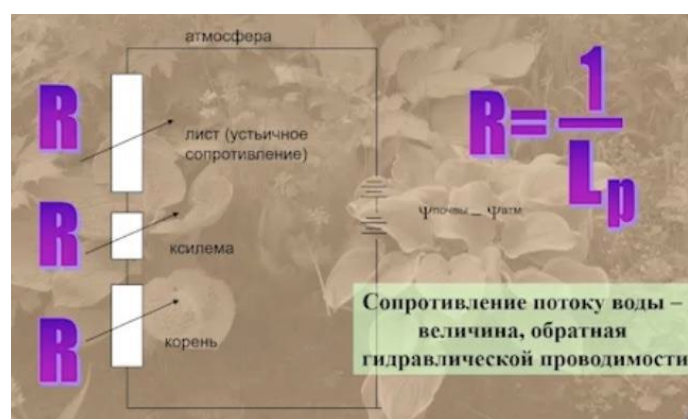 атмосфера
R
лист (устьичное
сопротивление)
R = 1
Lp
R
ксилема
Ψпочвы – Ψатм.
R
корень
Сопротивление потоку воды –
величина, обратная
гидравлической проводимости